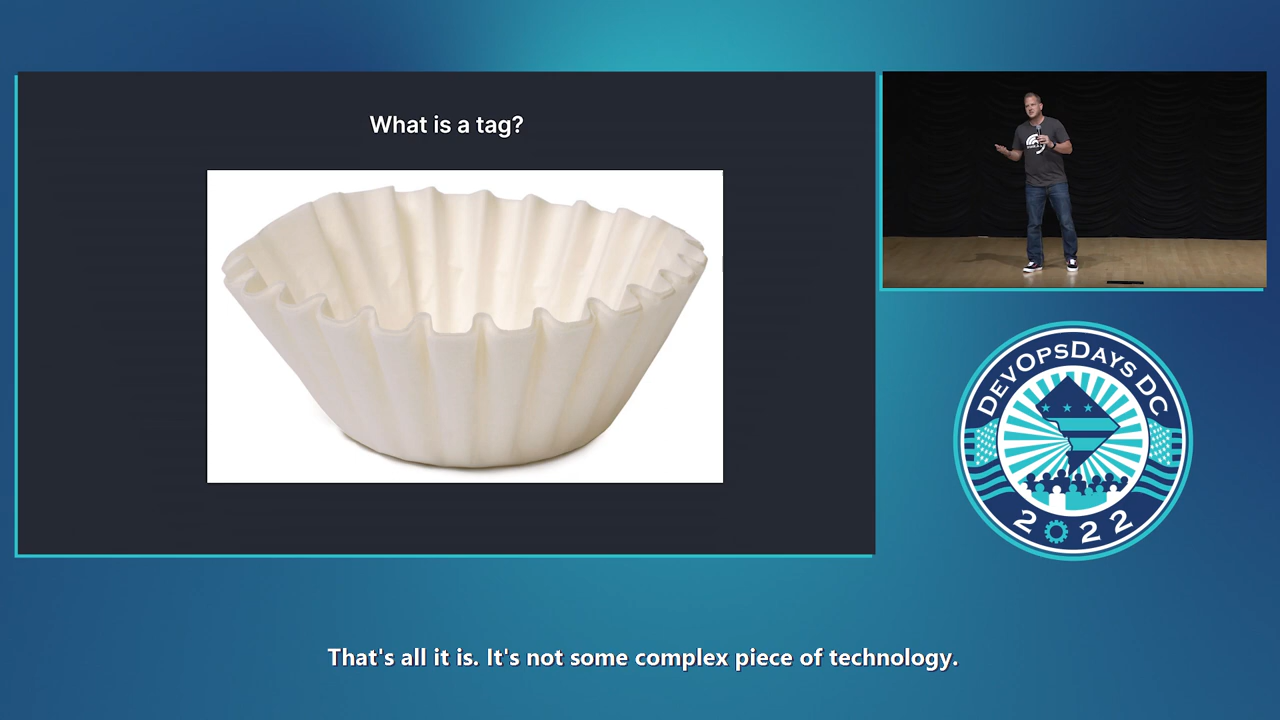 What is a tag?
DEVOPSDAYS DC
2022
That's all it is. It's not some complex piece of technology.